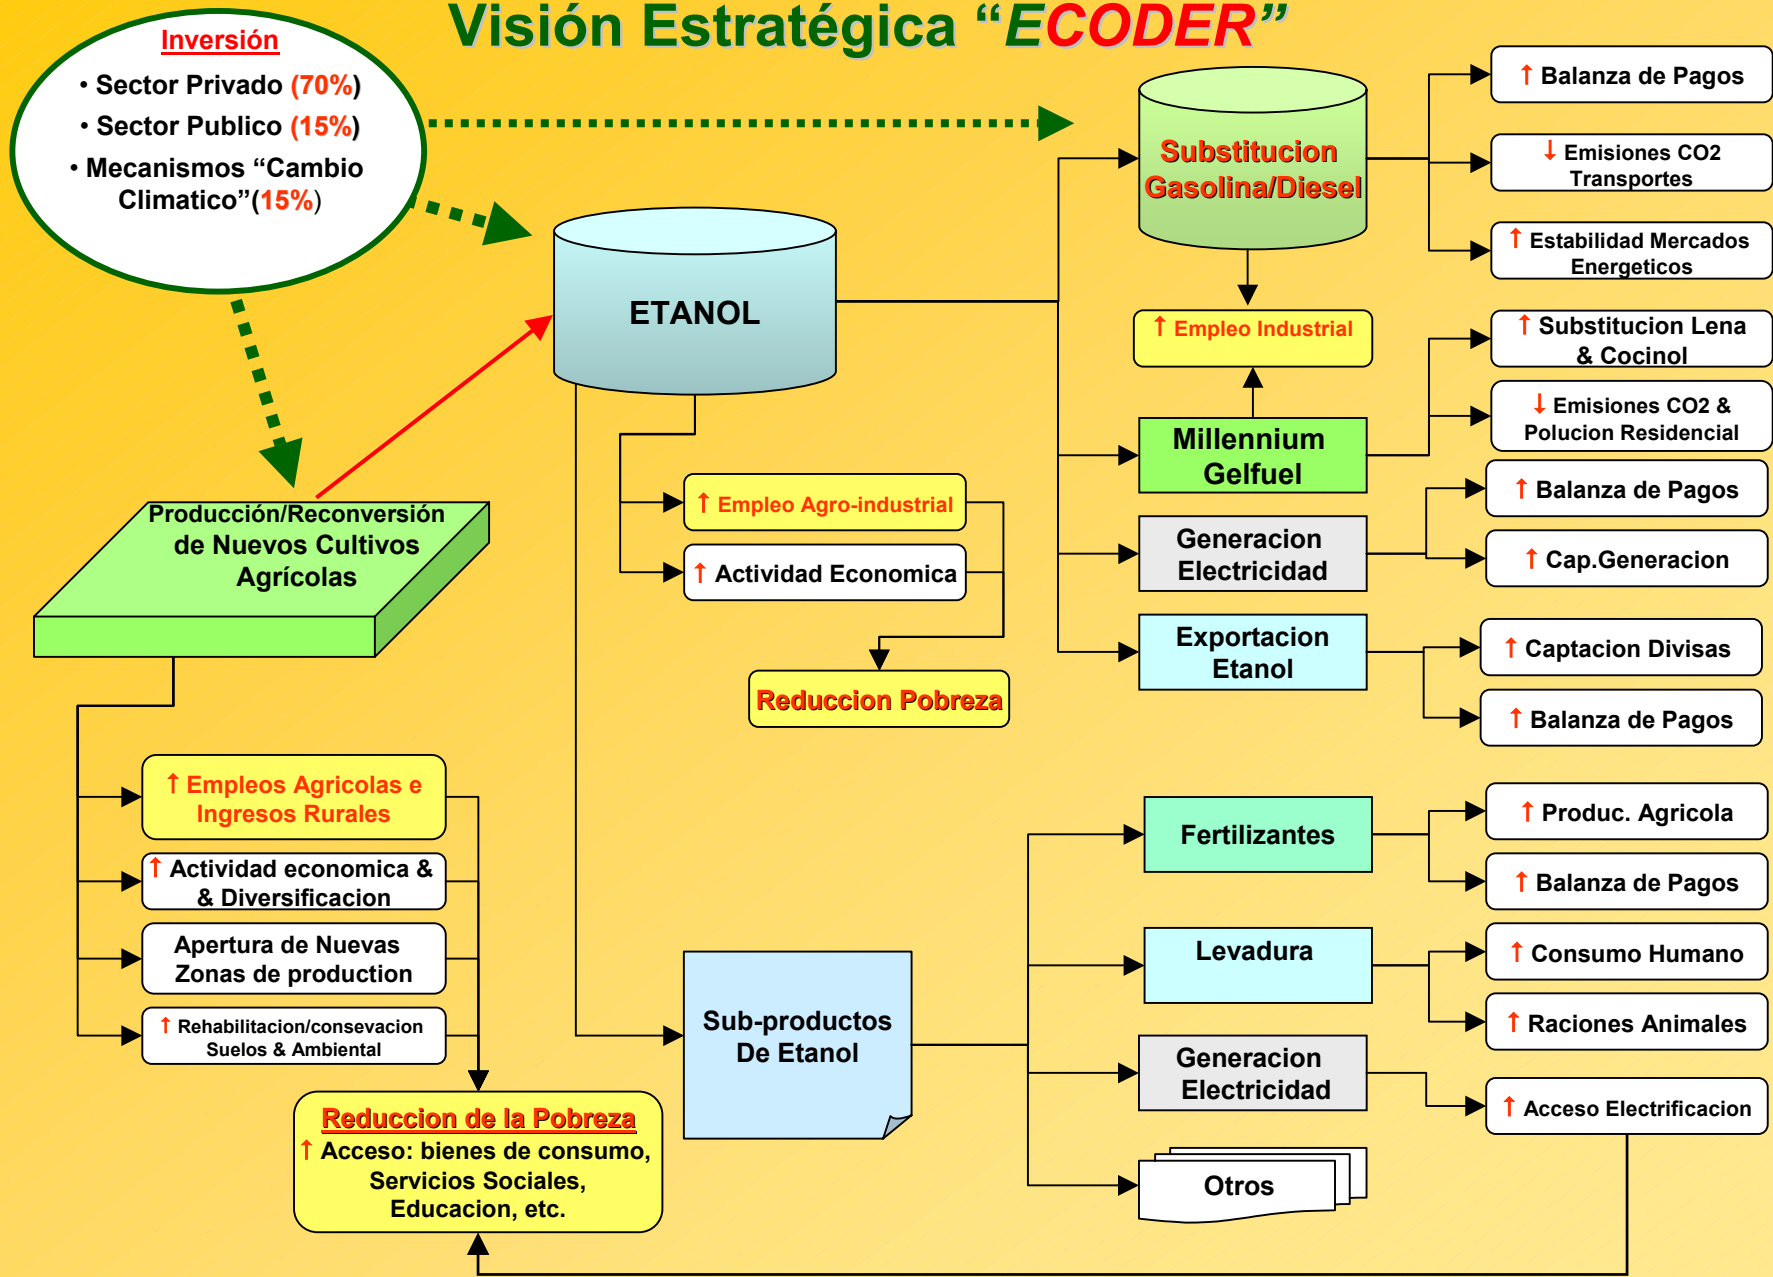 Visión Estratégica “ECODER”
Inversión
• Sector Privado (70%)
• Sector Publico (15%)
• Mecanismos “Cambio
Climatico”(15%)
Substitucion
Gasolina/Diesel
↑ Balanza de Pagos
↓ Emisiones CO2
Transportes
↑ Estabilidad Mercados
Energeticos
ETANOL
↑ Empleo Industrial
↑ Substitucion Lena
& Cocinol
↓ Emisiones CO2 &
Polucion Residencial
Millennium
Gelfuel
Producción/Reconversión
de Nuevos Cultivos
Agrícolas
↑ Empleo Agro-industrial
↑ Actividad Economica
Reduccion Pobreza
Generacion
Electricidad
↑ Balanza de Pagos
↑ Cap.Generacion
Exportacion
Etanol
↑ Captacion Divisas
↑ Balanza de Pagos
↑ Empleos Agricolas e
Ingresos Rurales
↑ Actividad economica &
& Diversificacion
Apertura de Nuevas
Zonas de production
↑ Rehabilitacion/consevacion
Suelos & Ambiental
Reduccion de la Pobreza
↑ Acceso: bienes de consumo,
Servicios Sociales,
Educacion, etc.
Sub-productos
De Etanol
Fertilizantes
↑ Produc. Agricola
↑ Balanza de Pagos
Levadura
↑ Consumo Humano
↑ Raciones Animales
Generacion
Electricidad
↑ Acceso Electrificacion
Otros